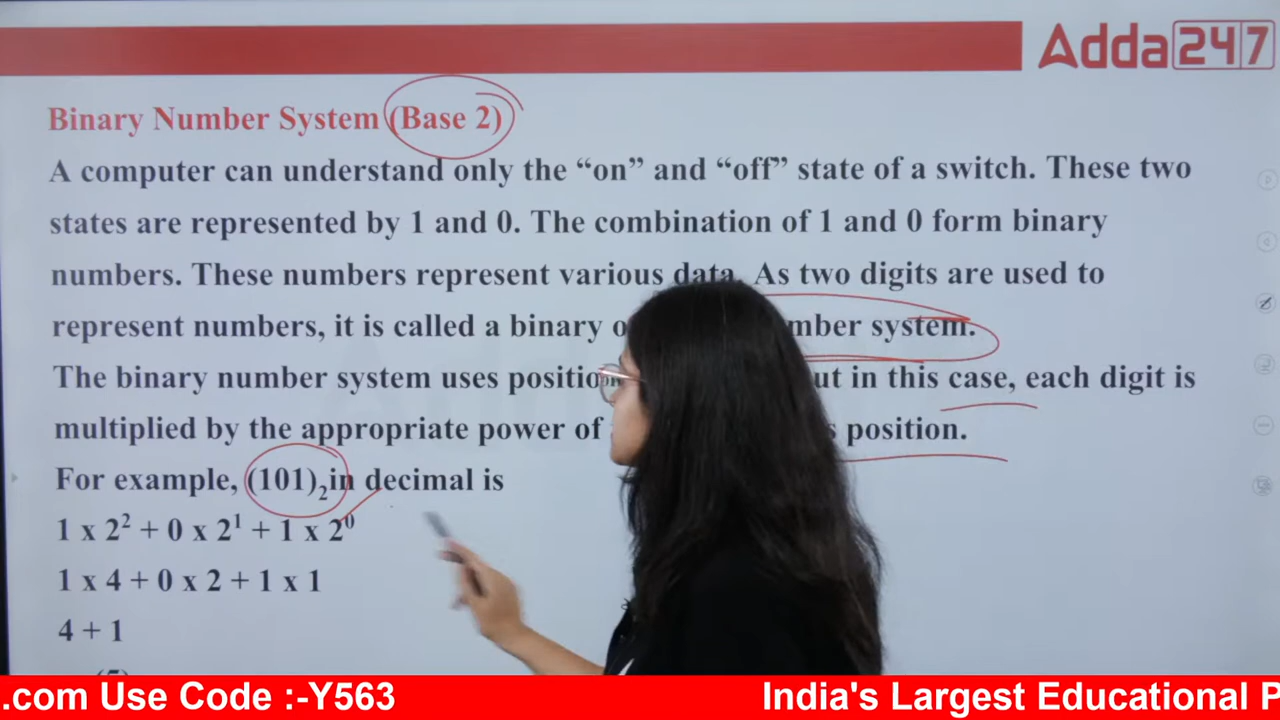 Adda247
Binary Number System (Base 2)
A computer can understand only the “on” and “off” state of a switch. These two
states are represented by 1 and 0. The combination of 1 and 0 form binary
numbers. These numbers represent various data. As two digits are used to
represent numbers, it is called a binary system.
The binary number system uses in this case, each digit is
multiplied by the appropriate power of position.
For example, (101)₂in decimal is
1 x 2² + 0 x 2¹ + 1 x 2⁰
1 x 4 + 0 x 2 + 1 x 1
4 + 1
.com Use Code :-Y563 India's Largest Educational P